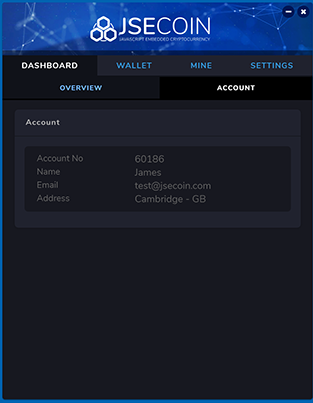 JSECOIN
JAVASCRIPT EMBEDDED CRYPTOCURRENCY
DASHBOARD WALLET MINE SETTINGS
OVERVIEW ACCOUNT
Account
Account No 60186
Name James
Email test@jsecoin.com
Address Cambridge - GB